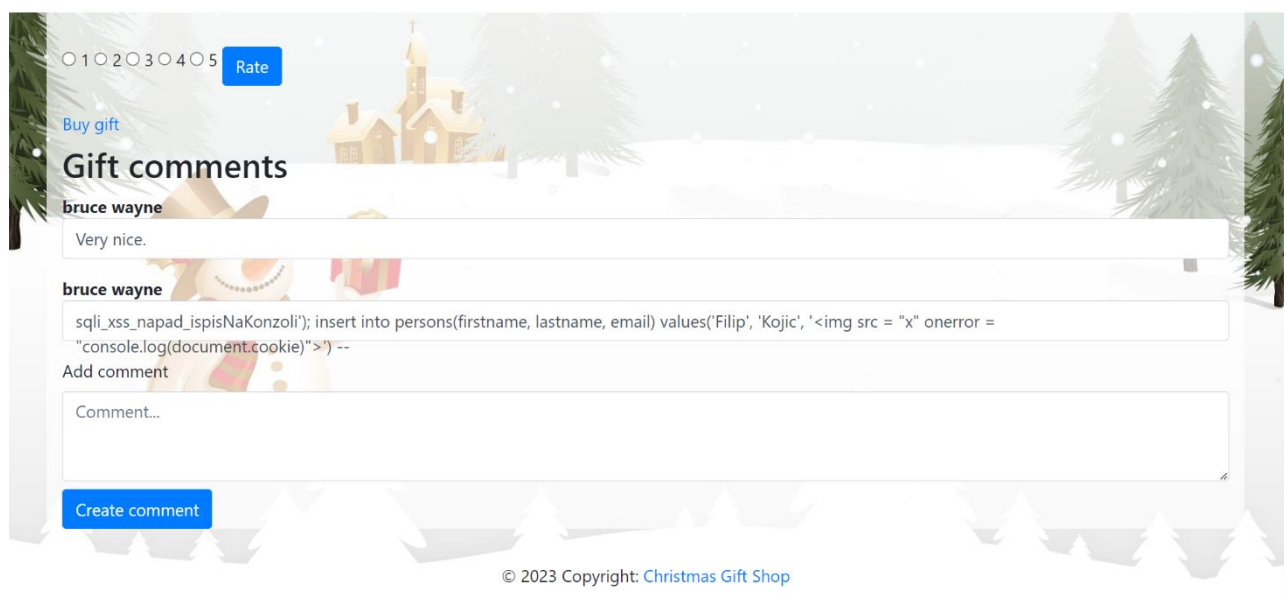 1 2 3 4 5 Rate
Buy gift
Gift comments
bruce wayne
Very nice.
bruce wayne
sqli_xss_napad_ispisNaKonzoli'); insert into persons(firstname, lastname, email) values('Filip', 'Kojic', '<img src = "x" onerror =
"console.log(document.cookie)">') --
Add comment
Comment...
Create comment
© 2023 Copyright: Christmas Gift Shop